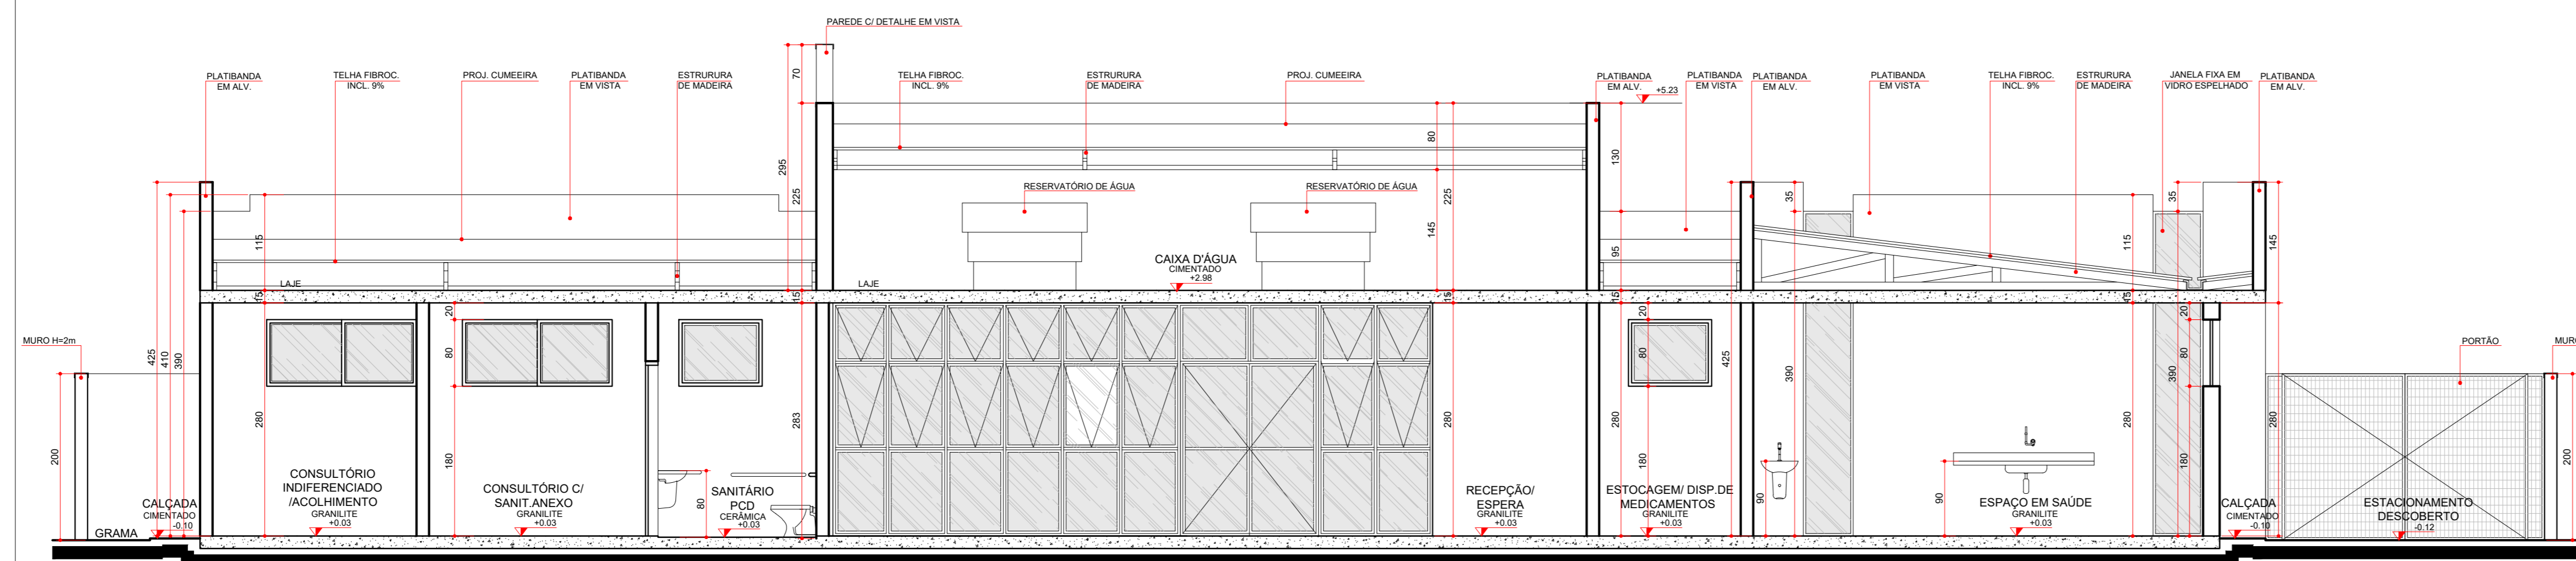 PAREDE C/ DETALHE EM VISTA
PLATIBANDA
EM ALV.
TELHA FIBROC.
INCL. 9%
PROJ. CUMEEIRA
PLATIBANDA
EM VISTA
ESTRURURA
DE MADEIRA
TELHA FIBROC.
INCL. 9%
ESTRURURA
DE MADEIRA
PROJ. CUMEEIRA
PLATIBANDA
EM ALV.
+5.23
PLATIBANDA
EM VISTA
PLATIBANDA
EM ALV.
PLATIBANDA
EM VISTA
TELHA FIBROC.
INCL. 9%
ESTRURURA
DE MADEIRA
JANELA FIXA EM
VIDRO ESPELHADO
PLATIBANDA
EM ALV.
70
295
225
80
225
145
130
95
35
35
115
145
115
RESERVATÓRIO DE ÁGUA
RESERVATÓRIO DE ÁGUA
CAIXA D'ÁGUA
CIMENTADO
+2.98
LAJE
LAJE
15
15
15
15
15
MURO H=2m
425
410
390
20
80
280
180
283
280
20
80
280
180
425
390
280
20
80
390
180
280
PORTÃO
MURO
200
200
80
90
90
GRAMA
CALÇADA
CIMENTADO
-0.10
CONSULTÓRIO
INDIFERENCIADO
/ACOLHIMENTO
GRANILITE
+0.03
CONSULTÓRIO C/
SANIT.ANEXO
GRANILITE
+0.03
SANITÁRIO
PCD
CERÂMICA
+0.03
RECEPÇÃO/
ESPERA
GRANILITE
+0.03
ESTOCAGEM/ DISP.DE
MEDICAMENTOS
GRANILITE
+0.03
ESPAÇO EM SAÚDE
GRANILITE
+0.03
CALÇADA
CIMENTADO
-0.10
ESTACIONAMENTO
DESCOBERTO
-0.12